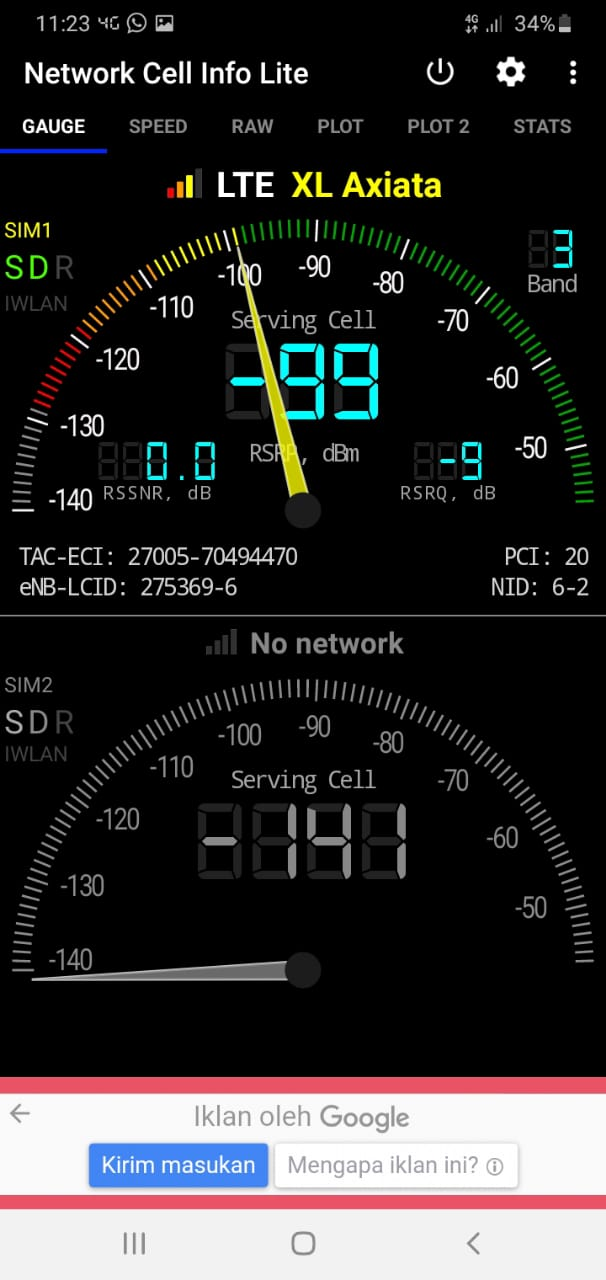 11:23 4G 4G 34%
Network Cell Info Lite
GAUGE SPEED RAW PLOT PLOT 2 STATS
LTE XL Axiata
SIM1
SDR
IWLAN
3
Band
-140 -130 -120 -110 -100 -90 -80 -70 -60 -50
Serving Cell
-99
RSRP, dBm
0.0
RSSNR, dB
-9
RSRQ, dB
TAC-ECI: 27005-70494470 PCI: 20
eNB-LCID: 275369-6 NID: 6-2
No network
SIM2
SDR
IWLAN
-140 -130 -120 -110 -100 -90 -80 -70 -60 -50
Serving Cell
-141
Iklan oleh Google
Kirim masukan Mengapa iklan ini?